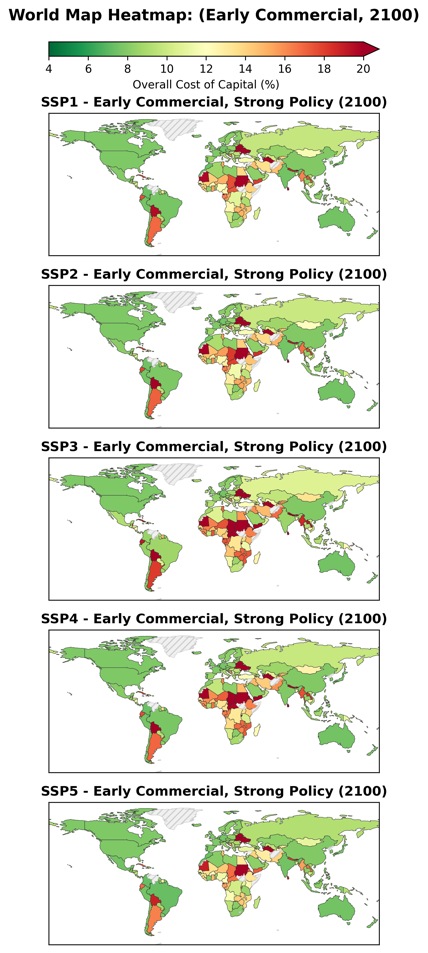 World Map Heatmap: (Early Commercial, 2100)
4 6 8 10 12 14 16 18 20
Overall Cost of Capital (%)
SSP1 - Early Commercial, Strong Policy (2100)
SSP2 - Early Commercial, Strong Policy (2100)
SSP3 - Early Commercial, Strong Policy (2100)
SSP4 - Early Commercial, Strong Policy (2100)
SSP5 - Early Commercial, Strong Policy (2100)